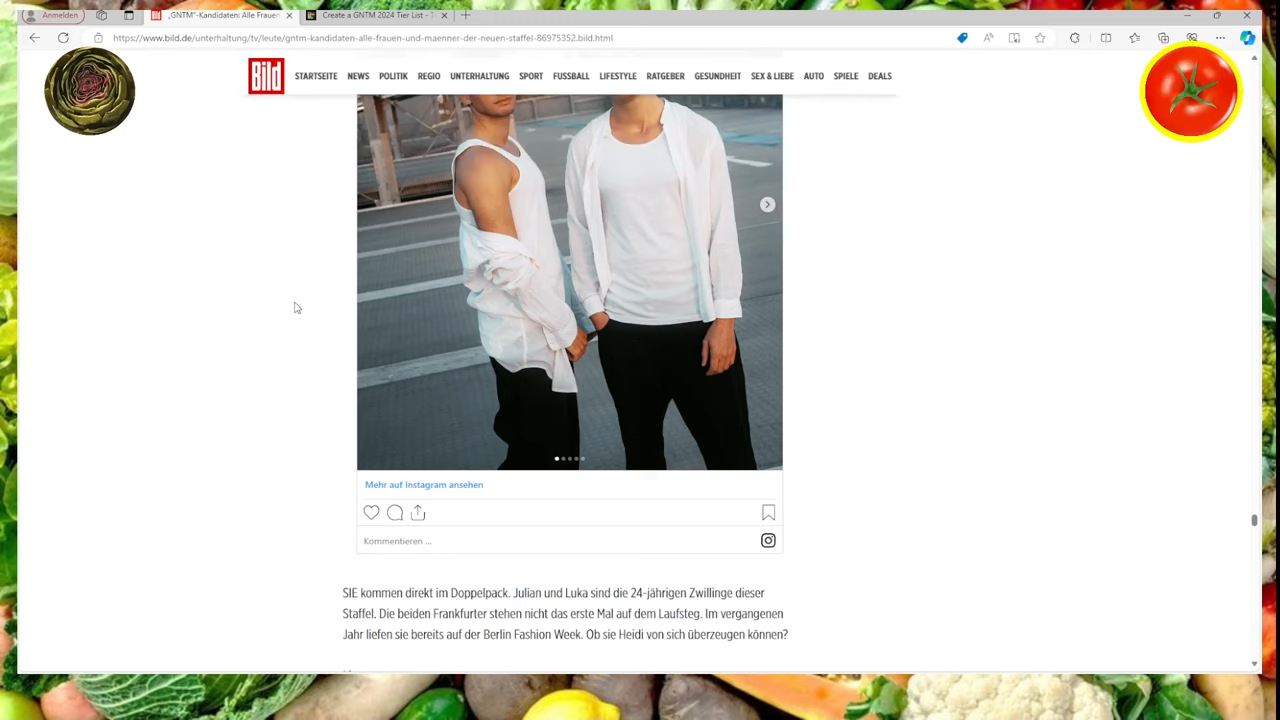 Anmelden
„GNTM“-Kandidaten: Alle Frauen
Create a GNTM 2024 Tier List - T
https://www.bild.de/unterhaltung/tv/leute/gntm-kandidaten-alle-frauen-und-maenner-der-neuen-staffel-86975352.bild.html
Bild STARTSEITE NEWS POLITIK REGIO UNTERHALTUNG SPORT FUSSBALL LIFESTYLE RATGEBER GESUNDHEIT SEX & LIEBE AUTO SPIELE DEALS
Mehr auf Instagram ansehen
Kommentieren ...
SIE kommen direkt im Doppelpack. Julian und Luka sind die 24-jährigen Zwillinge dieser
Staffel. Die beiden Frankfurter stehen nicht das erste Mal auf dem Laufsteg. Im vergangenen
Jahr liefen sie bereits auf der Berlin Fashion Week. Ob sie Heidi von sich überzeugen können?